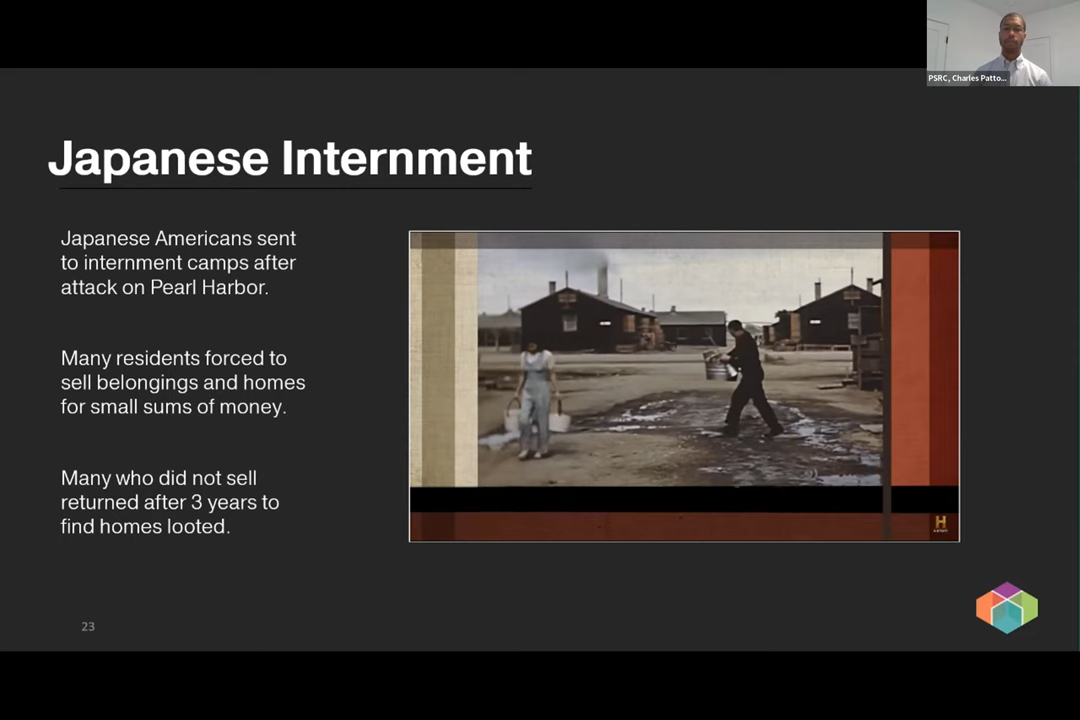 PSRC, Charles Patto...
Japanese Internment
Japanese Americans sent
to internment camps after
attack on Pearl Harbor.
Many residents forced to
sell belongings and homes
for small sums of money.
Many who did not sell
returned after 3 years to
find homes looted.
H
23